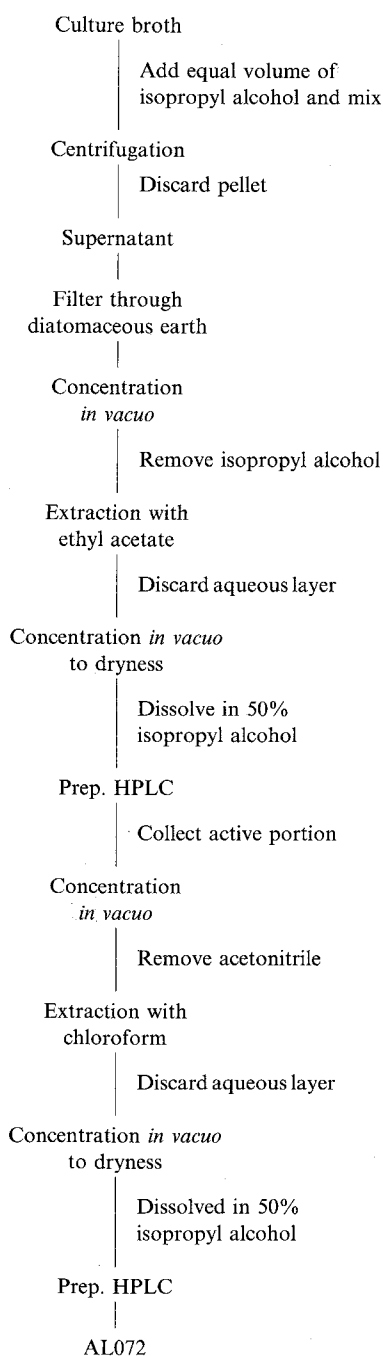 Culture broth
Add equal volume of
isopropyl alcohol and mix
Centrifugation
Discard pellet
Supernatant
Filter through
diatomaceous earth
Concentration
in vacuo
Remove isopropyl alcohol
Extraction with
ethyl acetate
Discard aqueous layer
Concentration in vacuo
to dryness
Dissolve in 50%
isopropyl alcohol
Prep. HPLC
Collect active portion
Concentration
in vacuo
Remove acetonitrile
Extraction with
chloroform
Discard aqueous layer
Concentration in vacuo
to dryness
Dissolved in 50%
isopropyl alcohol
Prep. HPLC
AL072